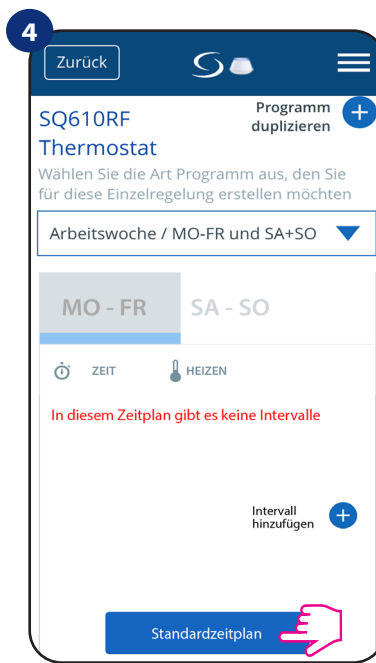 4
Zurück
SQ610RF
Thermostat
Programm
duplizieren
Wählen Sie die Art Programm aus, den Sie
für diese Einzelregelung erstellen möchten
Arbeitswoche / MO-FR und SA+SO
MO - FR
SA - SO
ZEIT
HEIZEN
In diesem Zeitplan gibt es keine Intervalle
Intervall
hinzufügen
Standardzeitplan